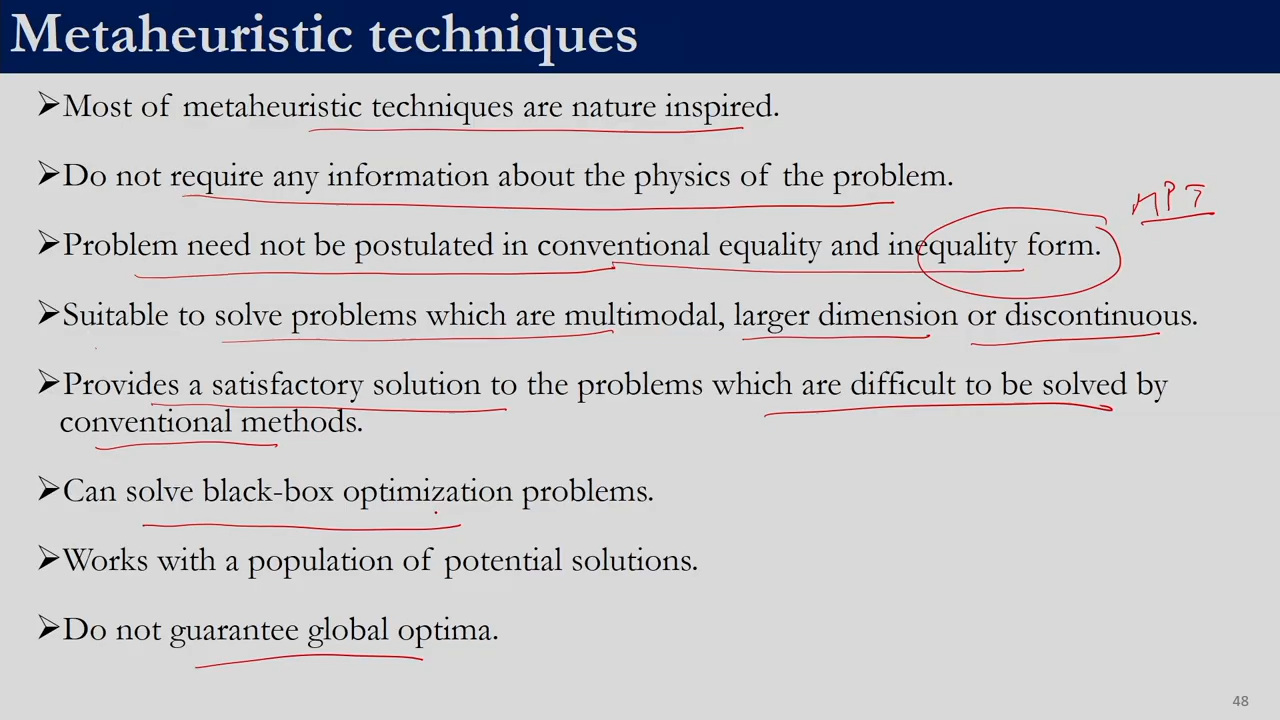 Metaheuristic techniques
➢Most of metaheuristic techniques are nature inspired.
➢Do not require any information about the physics of the problem.
➢Problem need not be postulated in conventional equality and inequality form.
➢Suitable to solve problems which are multimodal, larger dimension or discontinuous.
➢Provides a satisfactory solution to the problems which are difficult to be solved by
conventional methods.
➢Can solve black-box optimization problems.
➢Works with a population of potential solutions.
➢Do not guarantee global optima.
48